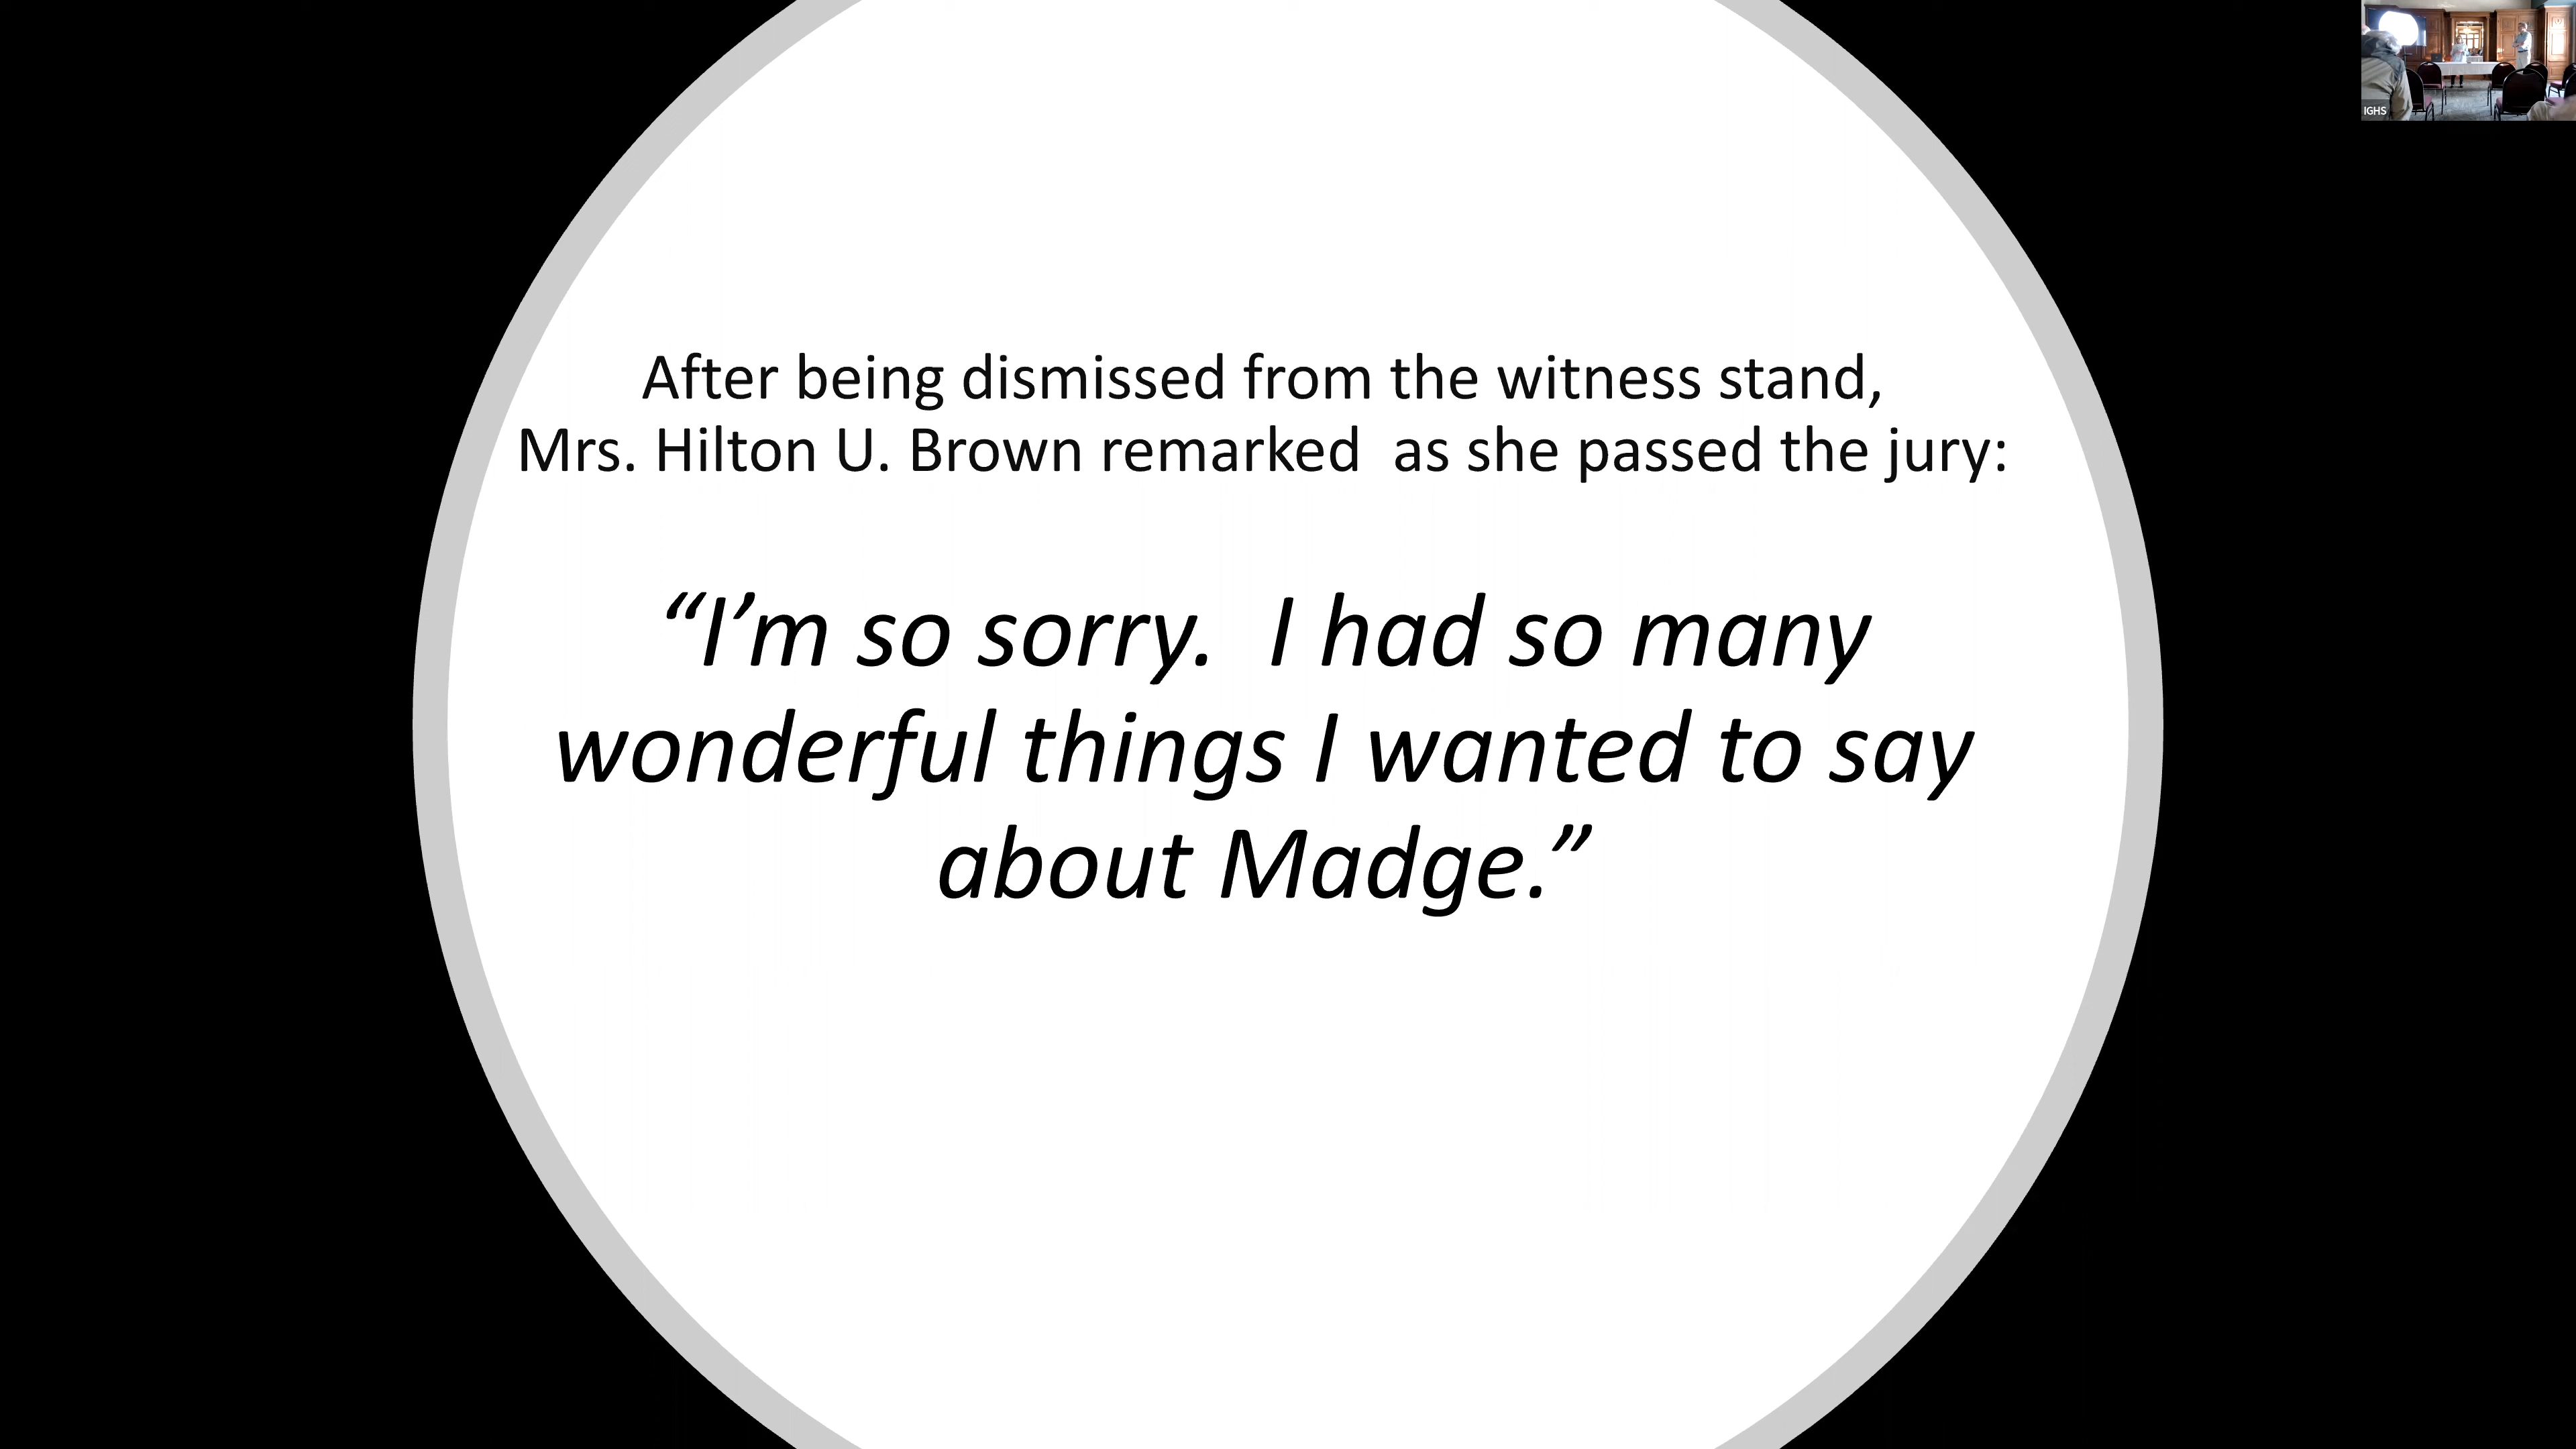 After being dismissed from the witness stand,
Mrs. Hilton U. Brown remarked  as she passed the jury:
“I’m so sorry.  I had so many
wonderful things I wanted to say
about Madge.”
IGHS